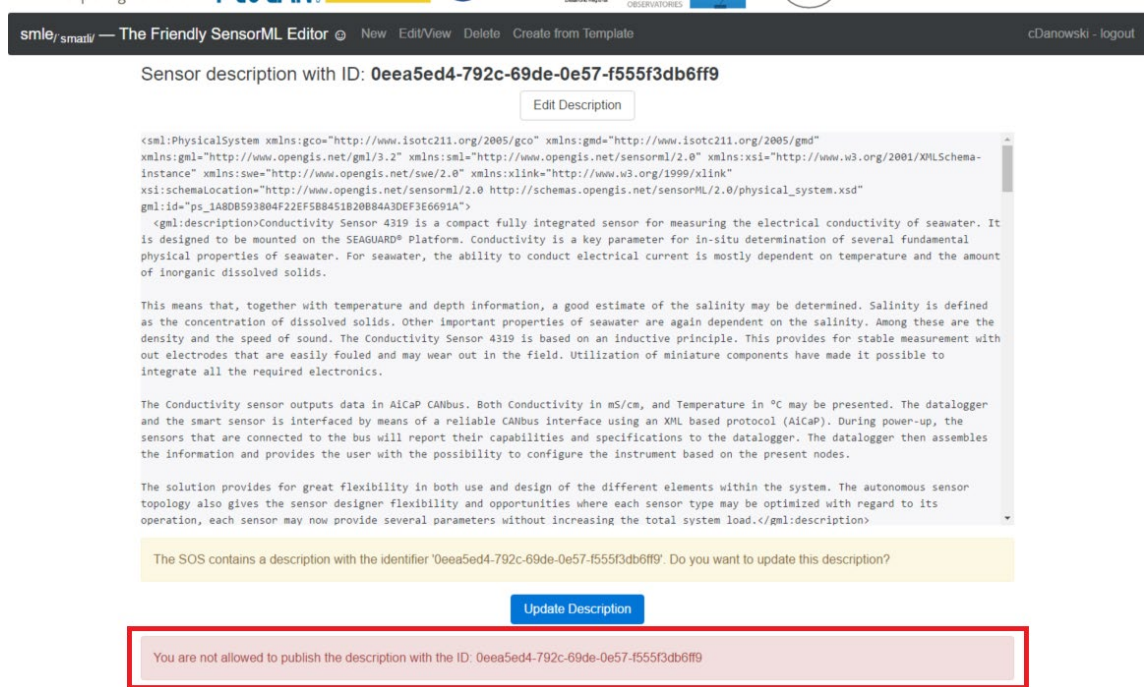 OBSERVATORIES
smle/ˈsmaɪli/ — The Friendly SensorML Editor ☺ New Edit/View Delete Create from Template cDanowski - logout
Sensor description with ID: 0eea5ed4-792c-69de-0e57-f555f3db6ff9
Edit Description
<sml:PhysicalSystem xmlns:gco="http://www.isotc211.org/2005/gco" xmlns:gmd="http://www.isotc211.org/2005/gmd"
xmlns:gml="http://www.opengis.net/gml/3.2" xmlns:sml="http://www.opengis.net/sensorml/2.0" xmlns:xsi="http://www.w3.org/2001/XMLSchema-
instance" xmlns:swe="http://www.opengis.net/swe/2.0" xmlns:xlink="http://www.w3.org/1999/xlink"
xsi:schemaLocation="http://www.opengis.net/sensorml/2.0 http://schemas.opengis.net/sensorML/2.0/physical_system.xsd"
gml:id="ps_1A8DB593804F22EF5B8451B20B84A3DEF3E6691A">
<gml:description>Conductivity Sensor 4319 is a compact fully integrated sensor for measuring the electrical conductivity of seawater. It
is designed to be mounted on the SEAGUARD® Platform. Conductivity is a key parameter for in-situ determination of several fundamental
physical properties of seawater. For seawater, the ability to conduct electrical current is mostly dependent on temperature and the amount
of inorganic dissolved solids.
This means that, together with temperature and depth information, a good estimate of the salinity may be determined. Salinity is defined
as the concentration of dissolved solids. Other important properties of seawater are again dependent on the salinity. Among these are the
density and the speed of sound. The Conductivity Sensor 4319 is based on an inductive principle. This provides for stable measurement with
out electrodes that are easily fouled and may wear out in the field. Utilization of miniature components have made it possible to
integrate all the required electronics.
The Conductivity sensor outputs data in AiCaP CANbus. Both Conductivity in mS/cm, and Temperature in °C may be presented. The datalogger
and the smart sensor is interfaced by means of a reliable CANbus interface using an XML based protocol (AiCaP). During power-up, the
sensors that are connected to the bus will report their capabilities and specifications to the datalogger. The datalogger then assembles
the information and provides the user with the possibility to configure the instrument based on the present nodes.
The solution provides for great flexibility in both use and design of the different elements within the system. The autonomous sensor
topology also gives the sensor designer flexibility and opportunities where each sensor type may be optimized with regard to its
operation, each sensor may now provide several parameters without increasing the total system load.</gml:description>
The SOS contains a description with the identifier '0eea5ed4-792c-69de-0e57-f555f3db6ff9'. Do you want to update this description?
Update Description
You are not allowed to publish the description with the ID: 0eea5ed4-792c-69de-0e57-f555f3db6ff9